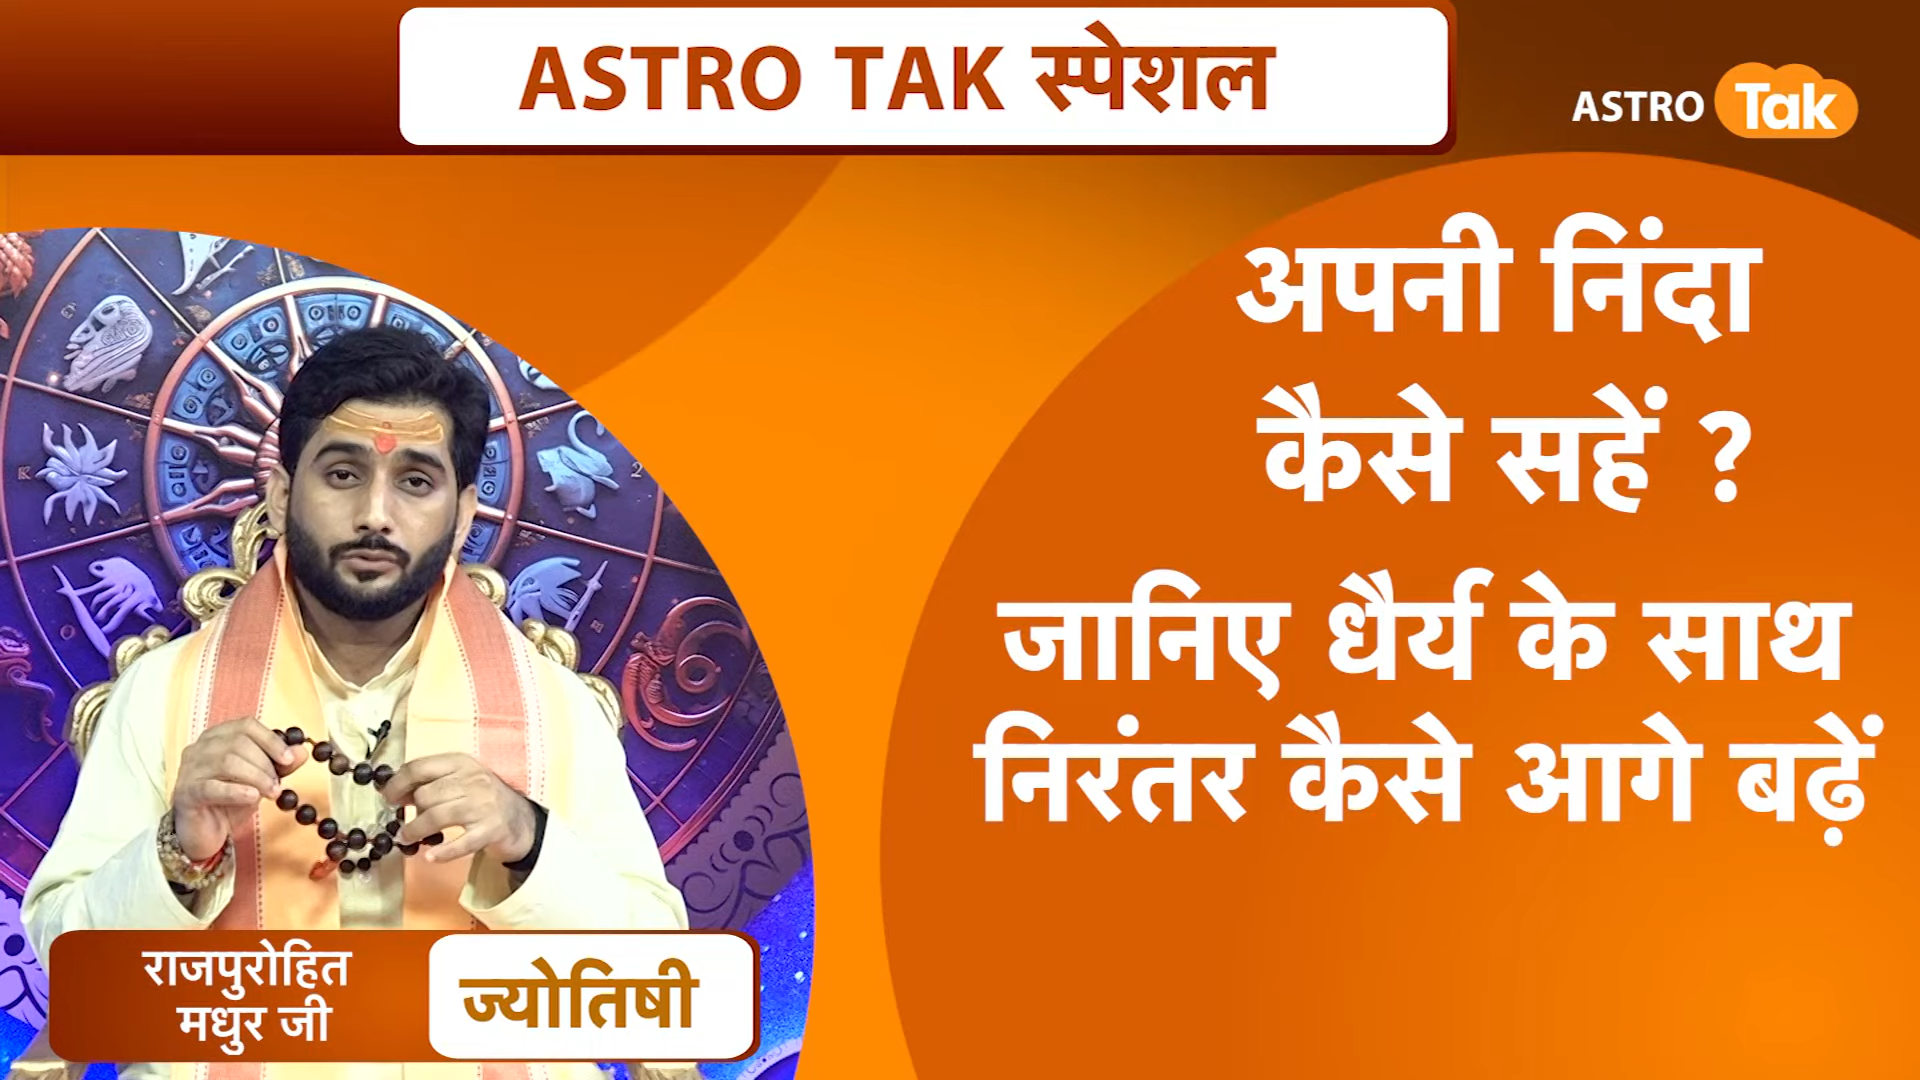 ASTRO TAK स्पेशल
ASTRO Tak
अपनी निंदा
कैसे सहें ?
जानिए धैर्य के साथ
निरंतर कैसे आगे बढ़ें
राजपुरोहित
मधुर जी
ज्योतिषी